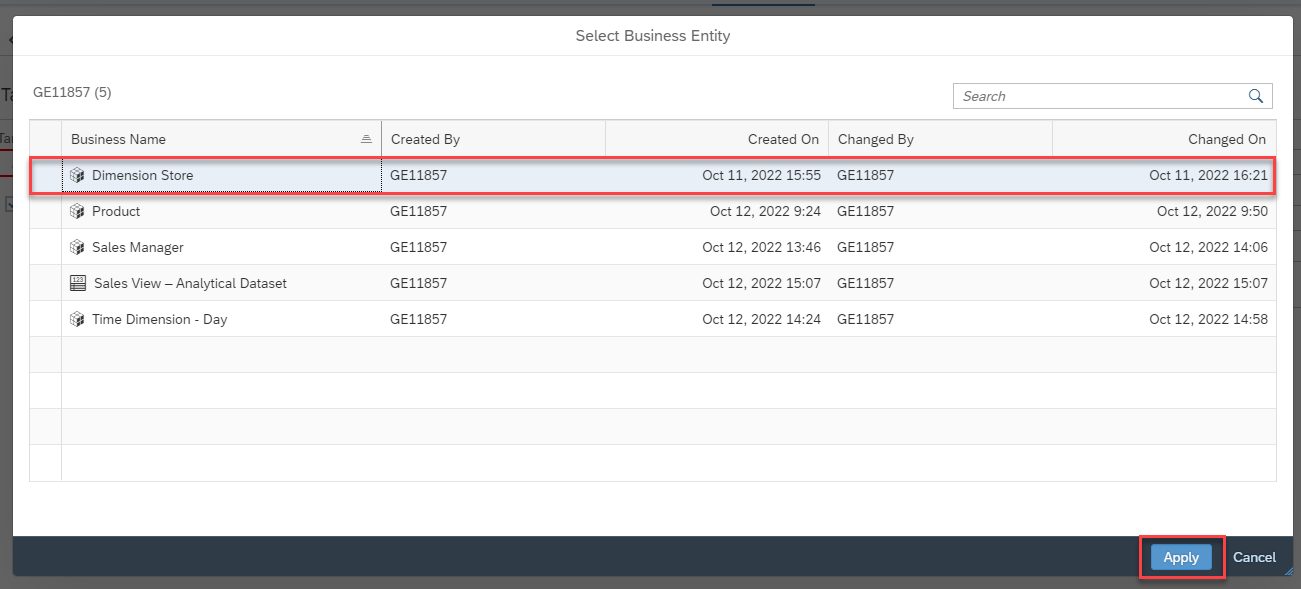 Select Business Entity
GE11857 (5)
Search
Business Name Created By Created On Changed By Changed On
Dimension Store GE11857 Oct 11, 2022 15:55 GE11857 Oct 11, 2022 16:21
Product GE11857 Oct 12, 2022 9:24 GE11857 Oct 12, 2022 9:50
Sales Manager GE11857 Oct 12, 2022 13:46 GE11857 Oct 12, 2022 14:06
123 Sales View – Analytical Dataset GE11857 Oct 12, 2022 15:07 GE11857 Oct 12, 2022 15:07
Time Dimension - Day GE11857 Oct 12, 2022 14:24 GE11857 Oct 12, 2022 14:58
Apply Cancel